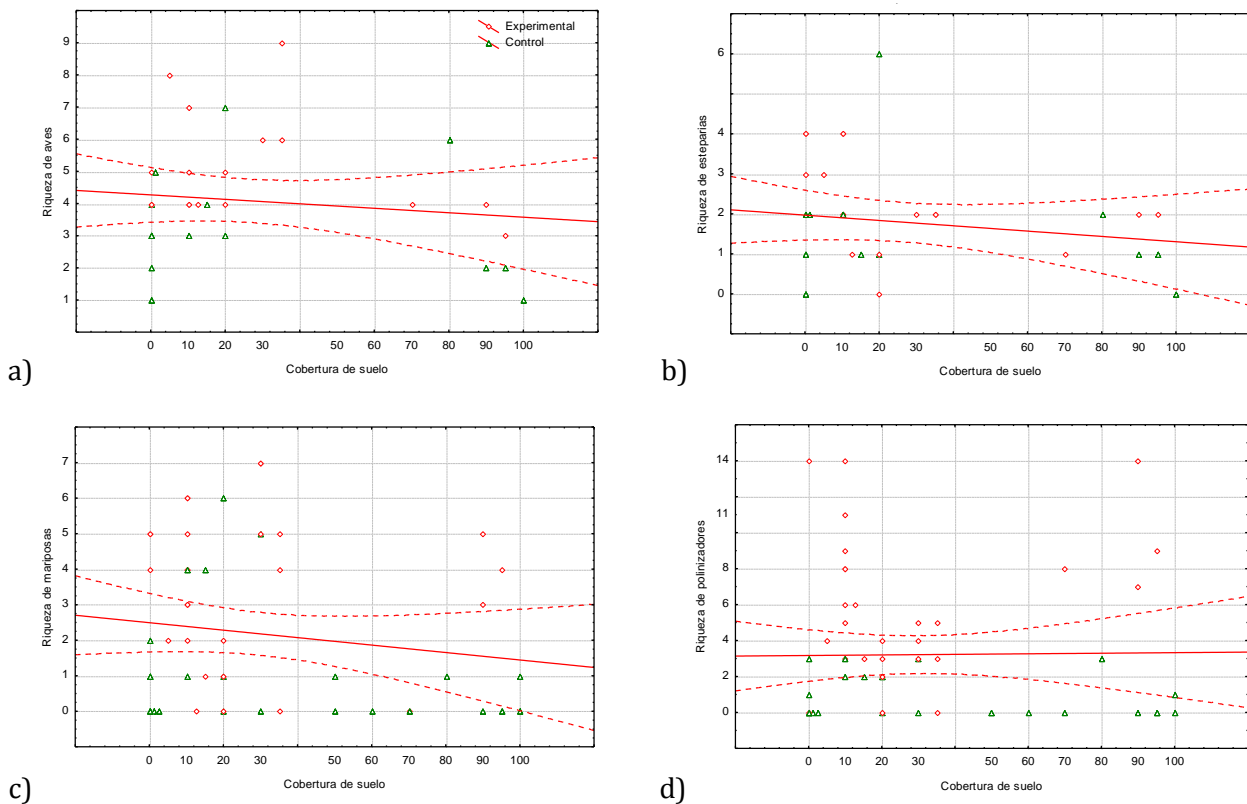 Experimental
Control
9
8
7
6
5
4
3
2
1
Riqueza de aves
0 10 20 30 50 60 70 80 90 100
Cobertura de suelo
a)
6
4
3
2
1
0
Riqueza de esteparias
0 10 20 30 50 60 70 80 90 100
Cobertura de suelo
b)
7
6
5
4
3
2
1
0
Riqueza de mariposas
0 10 20 30 50 60 70 80 90 100
Cobertura de suelo
c)
14
11
8
6
4
2
0
Riqueza de polinizadores
0 10 20 30 50 60 70 80 90 100
Cobertura de suelo
d)